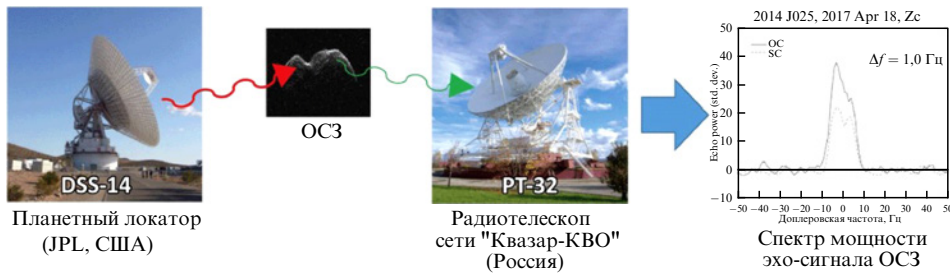 DSS-14
Планетный локатор
(JPL, США)
ОСЗ
РТ-32
Радиотелескоп
сети "Квазар-КВО"
(Россия)
2014 J025, 2017 Apr 18, Zc
OC
SC
Δf = 1,0 Гц
Echo power (std. dev.)
50
40
30
20
10
0
−10
−50 −40 −30 −20 −10 0 10 20 30 40 50
Доплеровская частота, Гц
Спектр мощности
эхо-сигнала ОСЗ